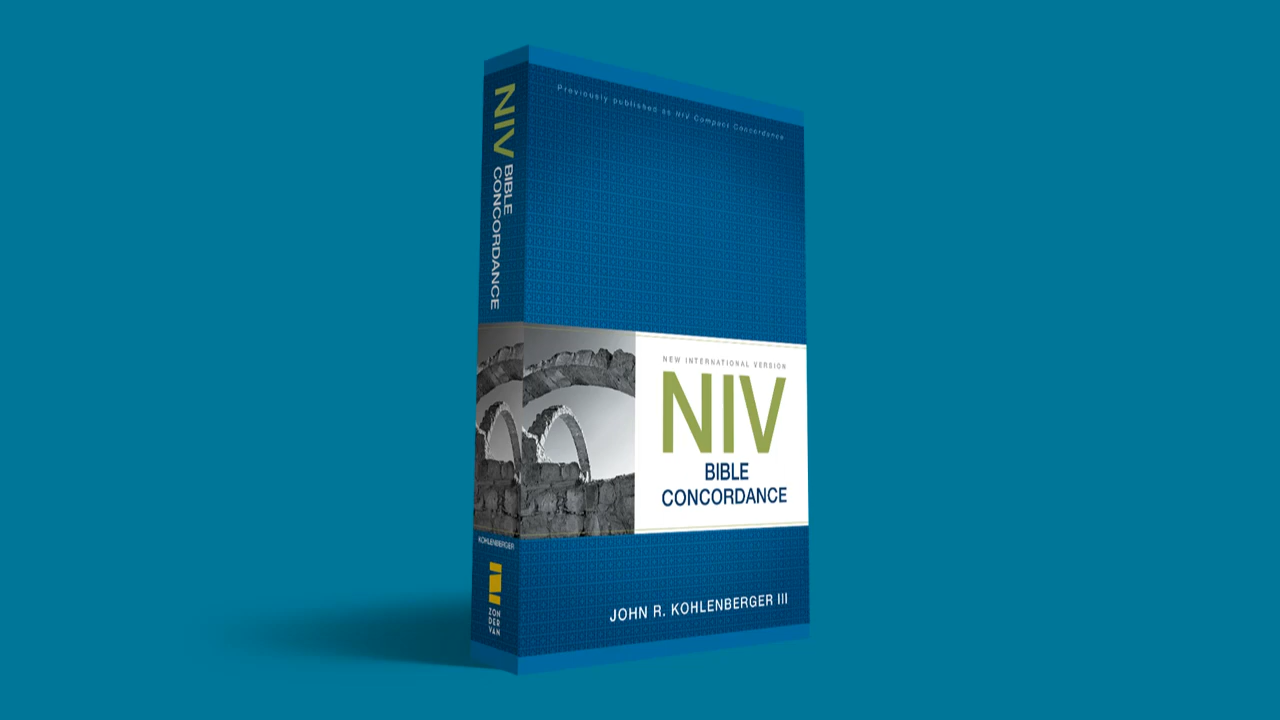 Previously published as NIV Compact Concordance
NEW INTERNATIONAL VERSION
NIV
BIBLE
CONCORDANCE
JOHN R. KOHLENBERGER III
NIV
BIBLE
CONCORDANCE
KOHLENBERGER
ZON
DER
VAN